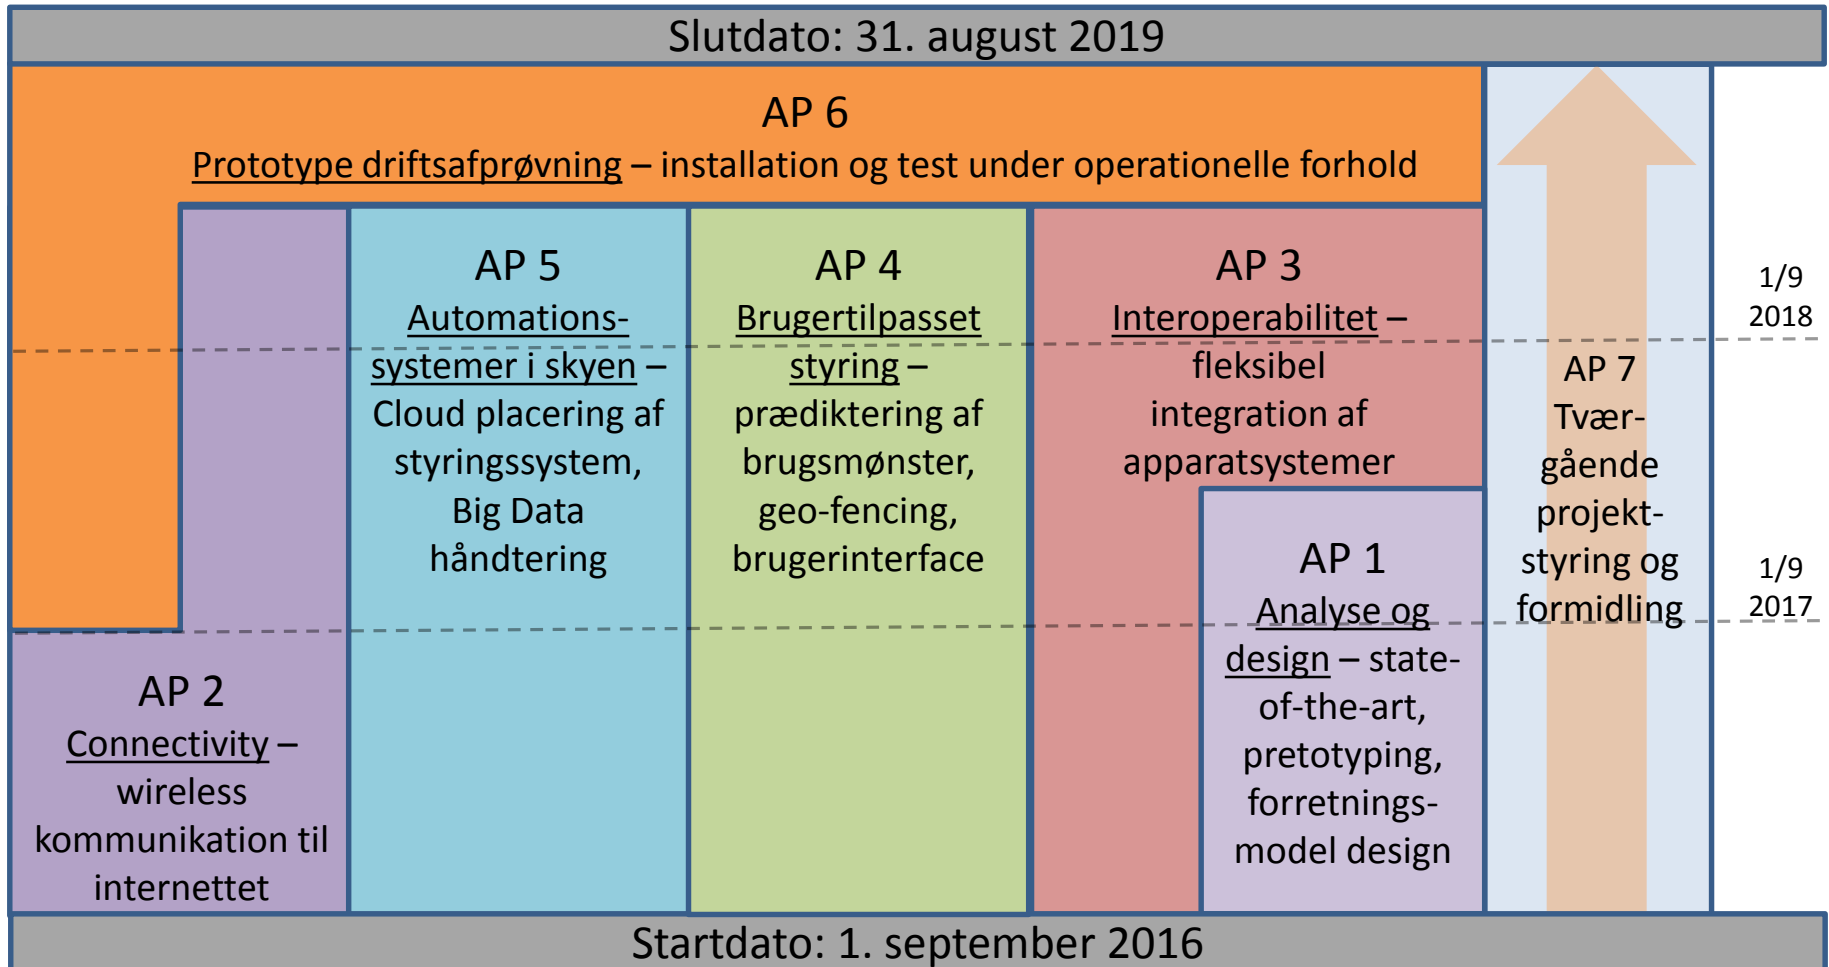 Slutdato: 31. august 2019
AP 6
Prototype driftsafprøvning – installation og test under operationelle forhold
AP 5
Automations-
systemer i skyen –
Cloud placering af
styringssystem,
Big Data
håndtering
AP 4
Brugertilpasset
styring –
prædiktering af
brugsmønster,
geo-fencing,
brugerinterface
AP 3
Interoperabilitet –
fleksibel
integration af
apparatsystemer
1/9
2018
AP 7
Tvær-
gående
projekt-
styring og
formidling
AP 1
Analyse og
design – state-
of-the-art,
pretotyping,
forretnings-
model design
1/9
2017
AP 2
Connectivity –
wireless
kommunikation til
internettet
Startdato: 1. september 2016